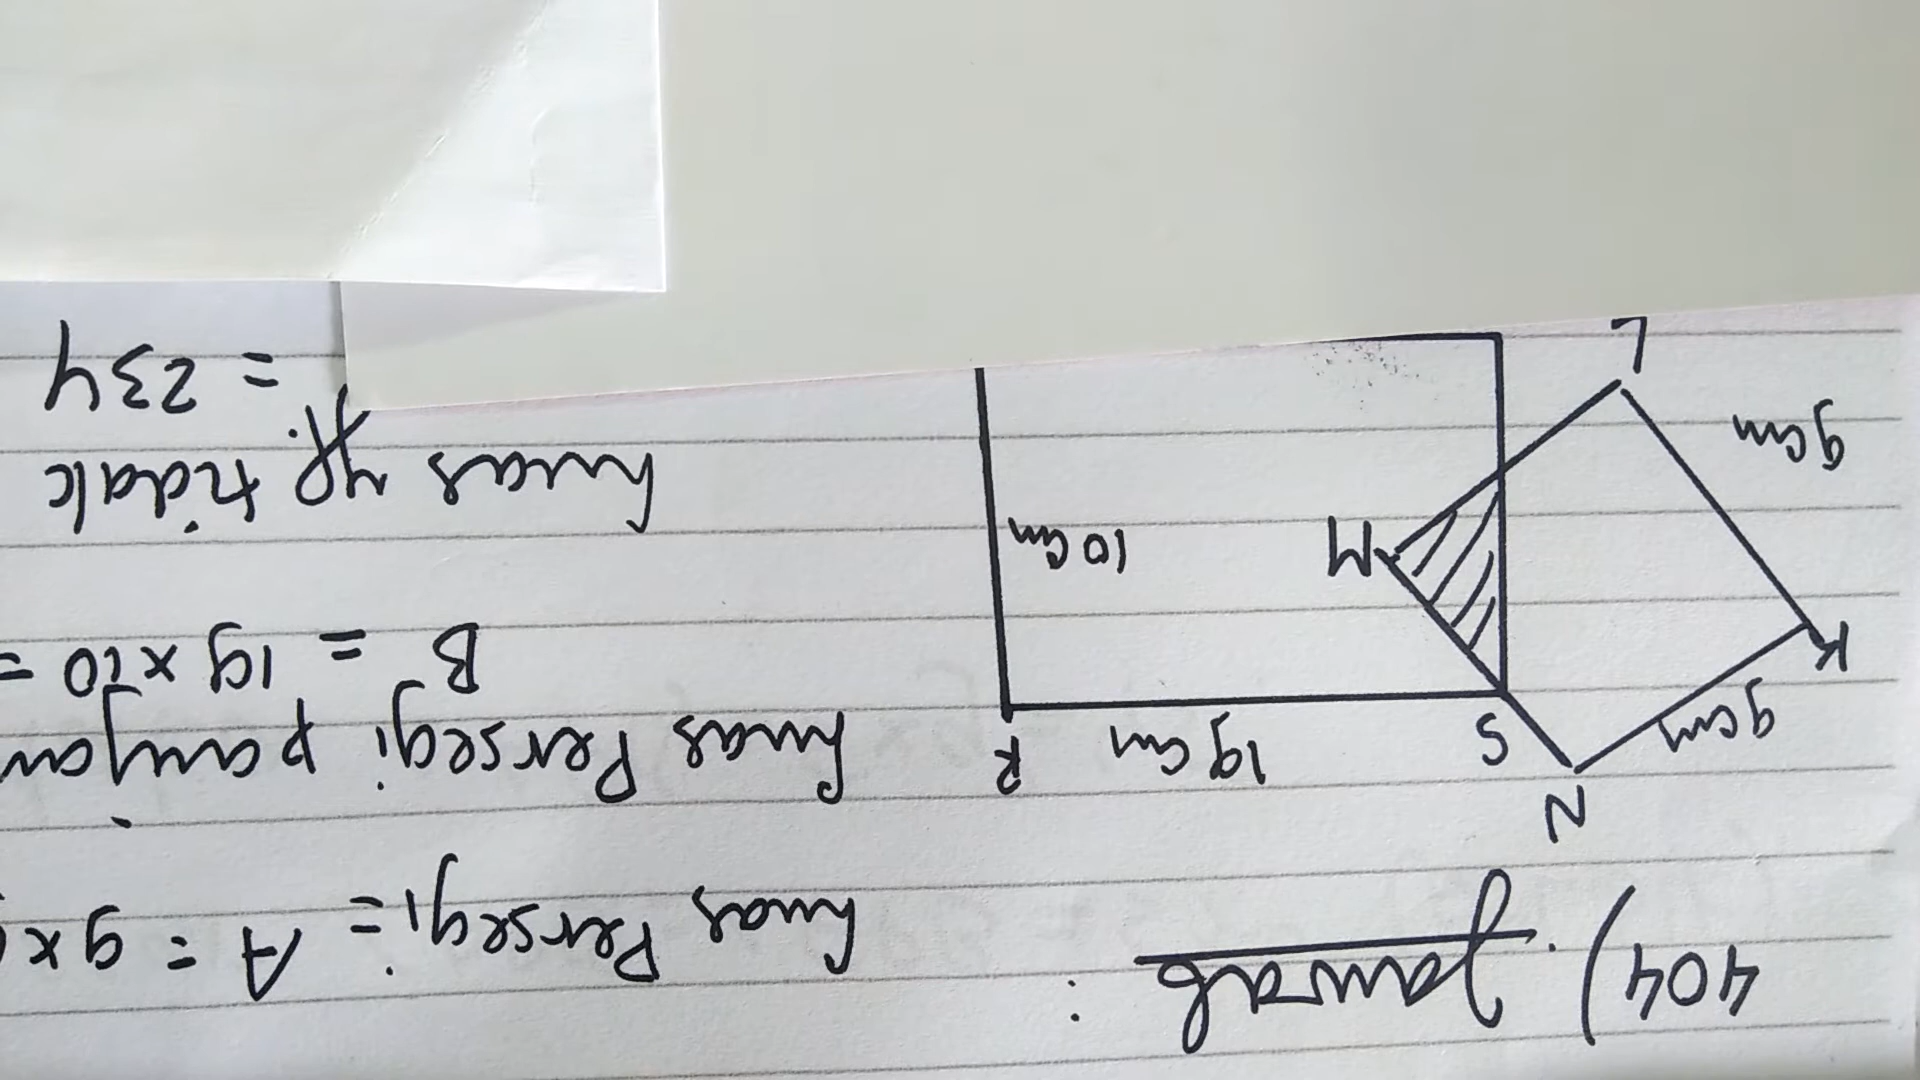 404) Jawab :
Luas Persegi = A = 9 x
N
S 19 cm R
9 cm
K
Luas Persegi panjan
B = 19 x 10 =
M
10 cm
9 cm
L
Luas yg tidak
= 234